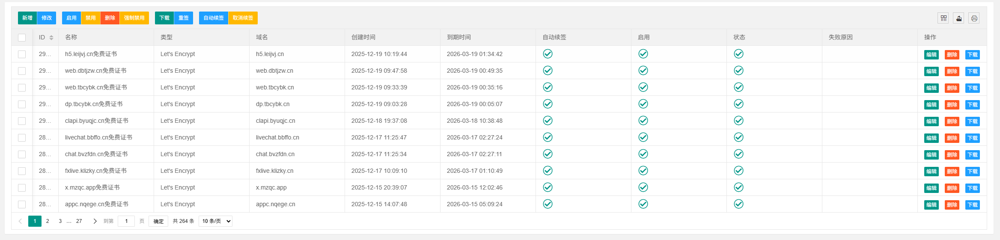 新增 修改 启用 禁用 删除 强制禁用 下载 重签 自动续签 取消续签
ID 名称 类型 域名 创建时间 到期时间 自动续签 启用 状态 失败原因 操作
29... h5.leijvj.cn免费证书 Let's Encrypt h5.leijvj.cn 2025-12-19 10:19:44 2026-03-19 01:34:42 编辑 删除 下载
29... web.dbtjzw.cn免费证书 Let's Encrypt web.dbtjzw.cn 2025-12-19 09:47:58 2026-03-19 00:49:35 编辑 删除 下载
29... web.tbcybk.cn免费证书 Let's Encrypt web.tbcybk.cn 2025-12-19 09:33:39 2026-03-19 00:35:16 编辑 删除 下载
29... dp.tbcybk.cn免费证书 Let's Encrypt dp.tbcybk.cn 2025-12-19 09:03:28 2026-03-19 00:05:07 编辑 删除 下载
29... clapi.byuqjc.cn免费证书 Let's Encrypt clapi.byuqjc.cn 2025-12-18 19:37:08 2026-03-18 10:38:48 编辑 删除 下载
28... livechat.bbffo.cn免费证书 Let's Encrypt livechat.bbffo.cn 2025-12-17 11:25:47 2026-03-17 02:27:24 编辑 删除 下载
28... chat.bvzfdn.cn免费证书 Let's Encrypt chat.bvzfdn.cn 2025-12-17 11:25:34 2026-03-17 02:27:11 编辑 删除 下载
28... fxlive.klizky.cn免费证书 Let's Encrypt fxlive.klizky.cn 2025-12-17 10:09:10 2026-03-17 01:10:49 编辑 删除 下载
28... x.mzqc.app免费证书 Let's Encrypt x.mzqc.app 2025-12-15 20:39:07 2026-03-15 12:02:46 编辑 删除 下载
28... appc.nqege.cn免费证书 Let's Encrypt appc.nqege.cn 2025-12-15 14:07:48 2026-03-15 05:09:24 编辑 删除 下载
1 2 3 ... 27 到第 1 页 确定 共 264 条 10 条/页